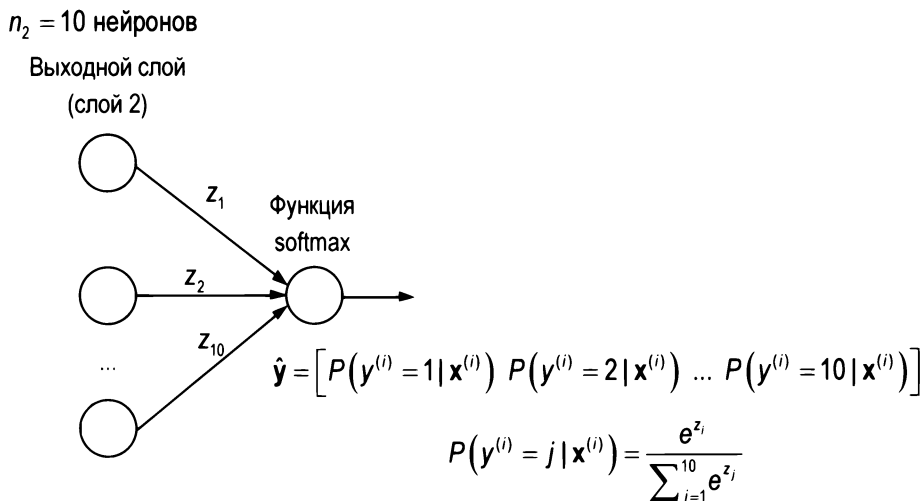 n₂ = 10 нейронов
Выходной слой
(слой 2)
z₁
Функция
softmax
z₂
z₁₀
...
ŷ = [P(y⁽ⁱ⁾ = 1 | x⁽ⁱ⁾) P(y⁽ⁱ⁾ = 2 | x⁽ⁱ⁾) ... P(y⁽ⁱ⁾ = 10 | x⁽ⁱ⁾)]
P(y⁽ⁱ⁾ = j | x⁽ⁱ⁾) = e^{z_i} / ∑_{j=1}^{10} e^{z_j}